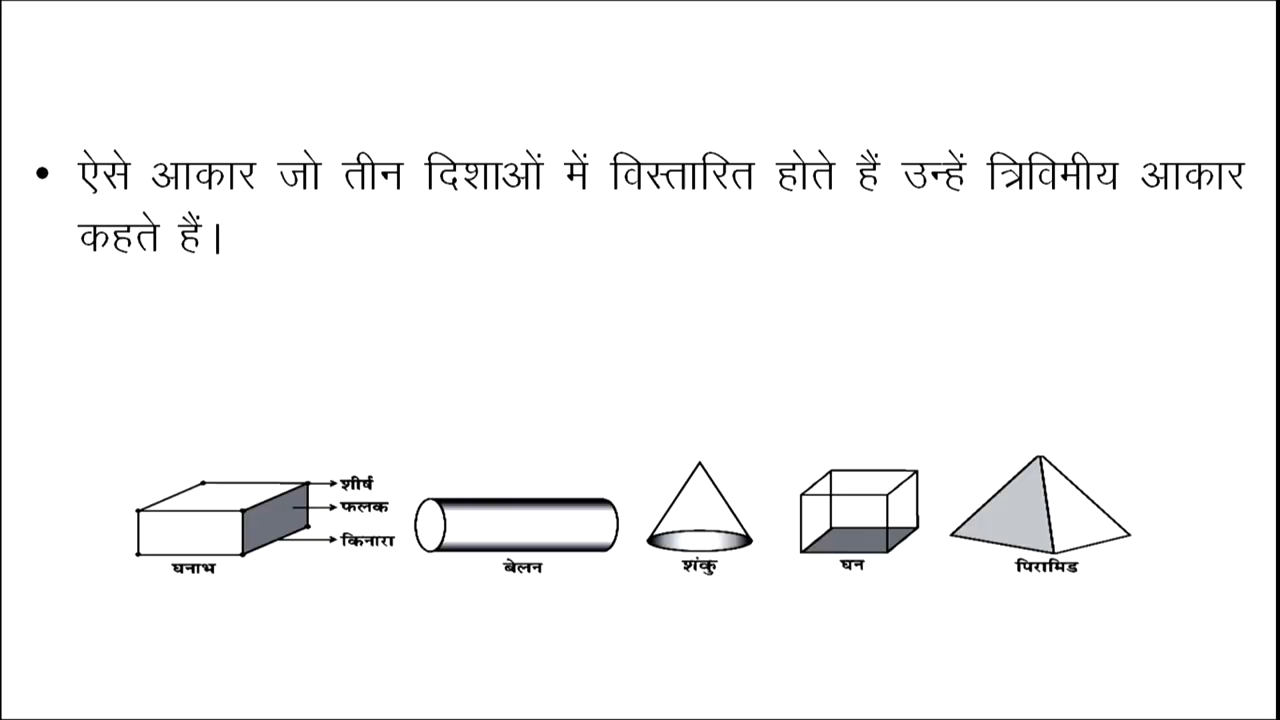 • ऐसे आकार जो तीन दिशाओं में विस्तारित होते हैं उन्हें त्रिविमीय आकार
कहते हैं।
शीर्ष
फलक
किनारा
घनाभ
बेलन
शंकु
घन
पिरामिड